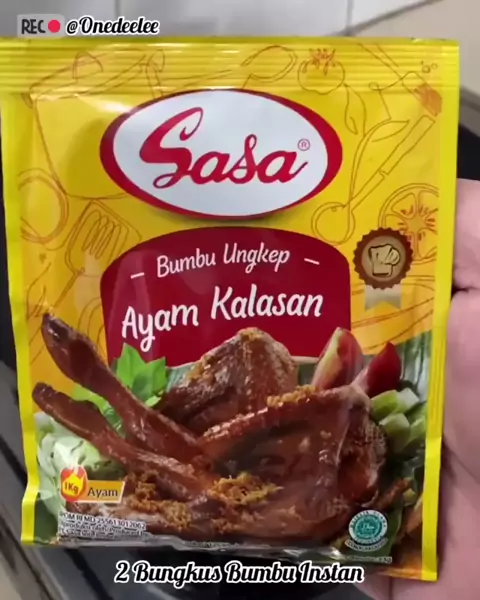 REC @Onedeelee
Sasa®
Bumbu Ungkep
Ayam Kalasan
1Kg Ayam
2 Bungkus Bumbu Instan